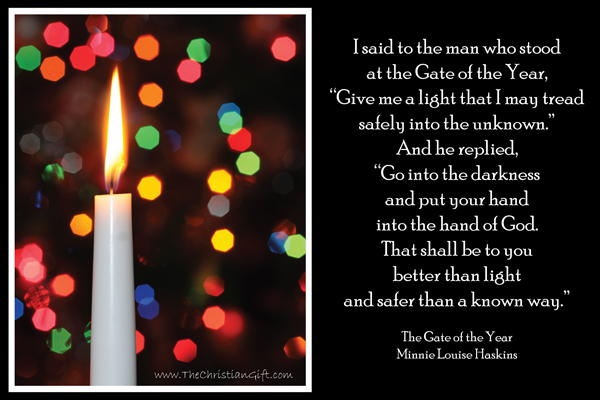 I said to the man who stood
at the Gate of the Year,
“Give me a light that I may tread
safely into the unknown.”
And he replied,
“Go into the darkness
and put your hand
into the hand of God.
That shall be to you
better than light
and safer than a known way.”
The Gate of the Year
Minnie Louise Haskins
www.TheChristianGift.com